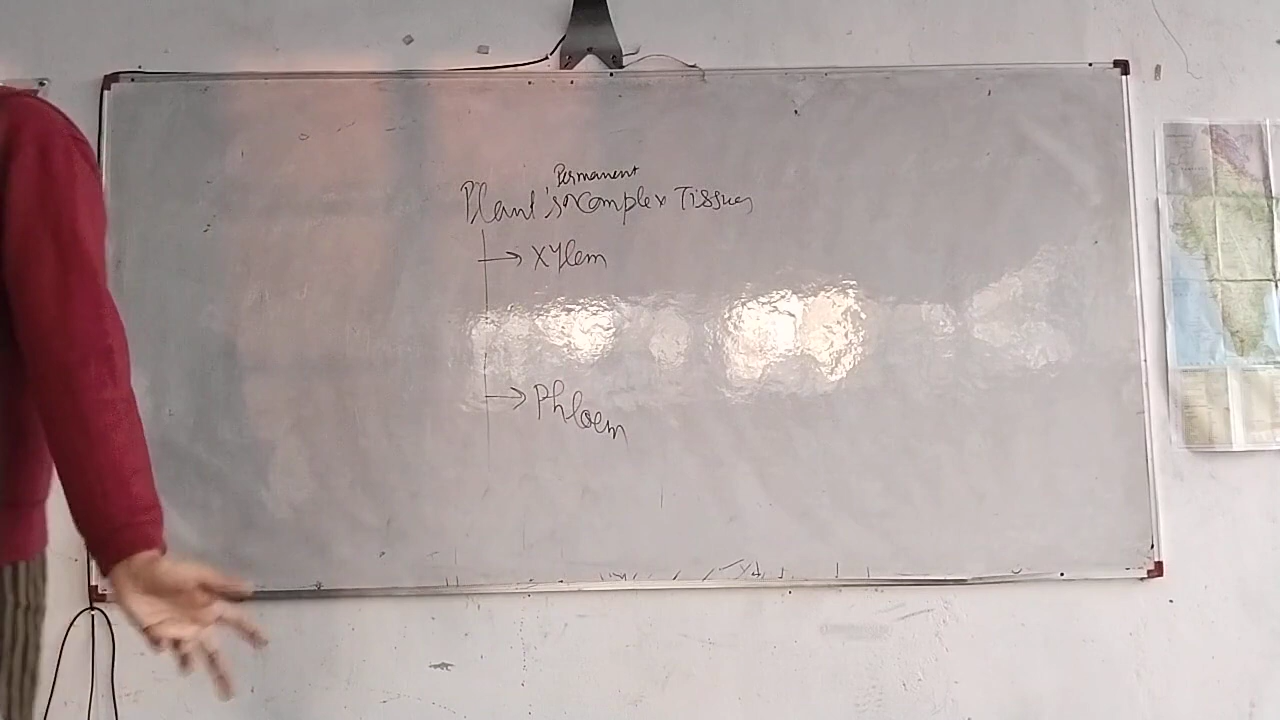 Permanent
Plant's Complex Tissues
→ Xylem
→ Phloem